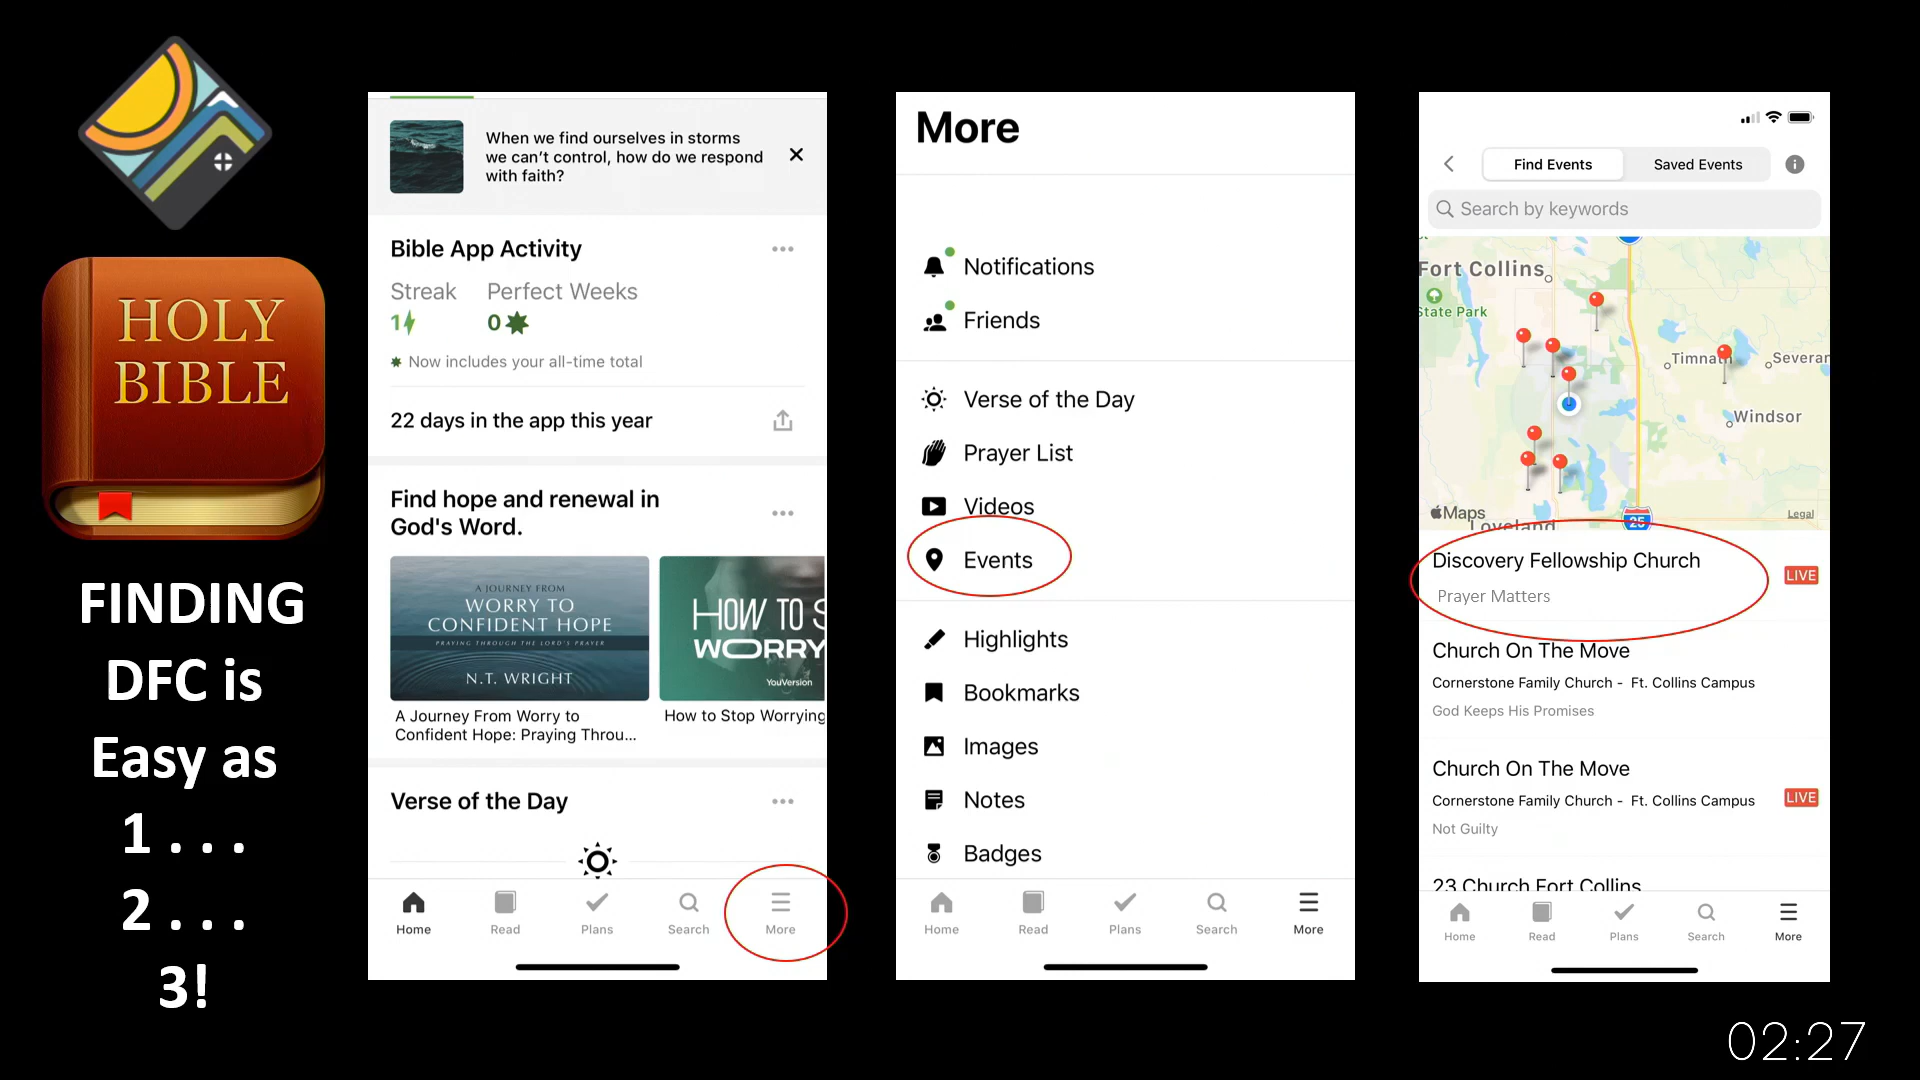 HOLY
BIBLE
FINDING
DFC is
Easy as
1 . . .
2 . . .
3!
When we find ourselves in storms
we can’t control, how do we respond
with faith?
Bible App Activity
Streak
Perfect Weeks
1
0
Now includes your all-time total
22 days in the app this year
Find hope and renewal in
God's Word.
A JOURNEY FROM
WORRY TO
CONFIDENT HOPE
PRAYING THROUGH THE LORD'S PRAYER
N.T. WRIGHT
HOW TO S
WORRY
YouVersion
A Journey From Worry to
Confident Hope: Praying Throu...
How to Stop Worrying
Verse of the Day
Home
Read
Plans
Search
More
More
Notifications
Friends
Verse of the Day
Prayer List
Videos
Events
Highlights
Bookmarks
Images
Notes
Badges
Home
Read
Plans
Search
More
Find Events
Saved Events
Search by keywords
Fort Collins
State Park
Timnath
Severan
Windsor
Maps
Loveland
25
Legal
Discovery Fellowship Church
LIVE
Prayer Matters
Church On The Move
Cornerstone Family Church - Ft. Collins Campus
God Keeps His Promises
Church On The Move
Cornerstone Family Church - Ft. Collins Campus
LIVE
Not Guilty
23 Church Fort Collins
Home
Read
Plans
Search
More
02:27